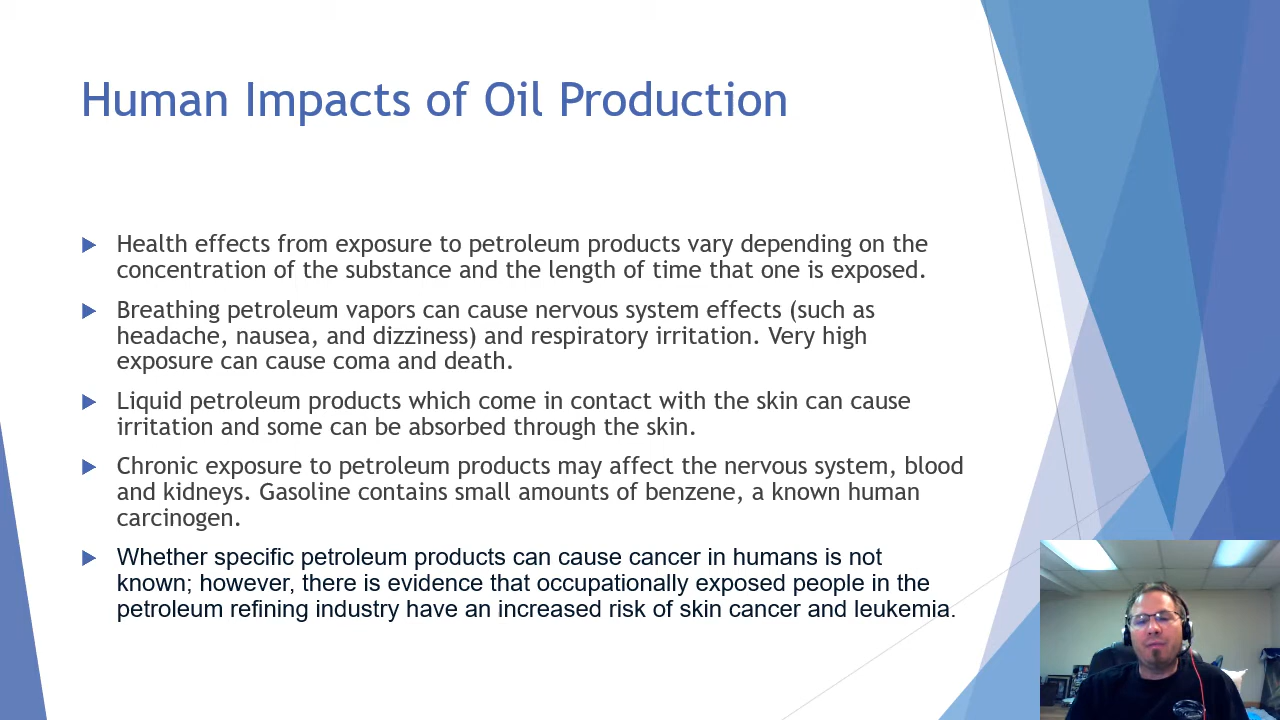 Human Impacts of Oil Production
Health effects from exposure to petroleum products vary depending on the
concentration of the substance and the length of time that one is exposed.
Breathing petroleum vapors can cause nervous system effects (such as
headache, nausea, and dizziness) and respiratory irritation. Very high
exposure can cause coma and death.
Liquid petroleum products which come in contact with the skin can cause
irritation and some can be absorbed through the skin.
Chronic exposure to petroleum products may affect the nervous system, blood
and kidneys. Gasoline contains small amounts of benzene, a known human
carcinogen.
Whether specific petroleum products can cause cancer in humans is not
known; however, there is evidence that occupationally exposed people in the
petroleum refining industry have an increased risk of skin cancer and leukemia.